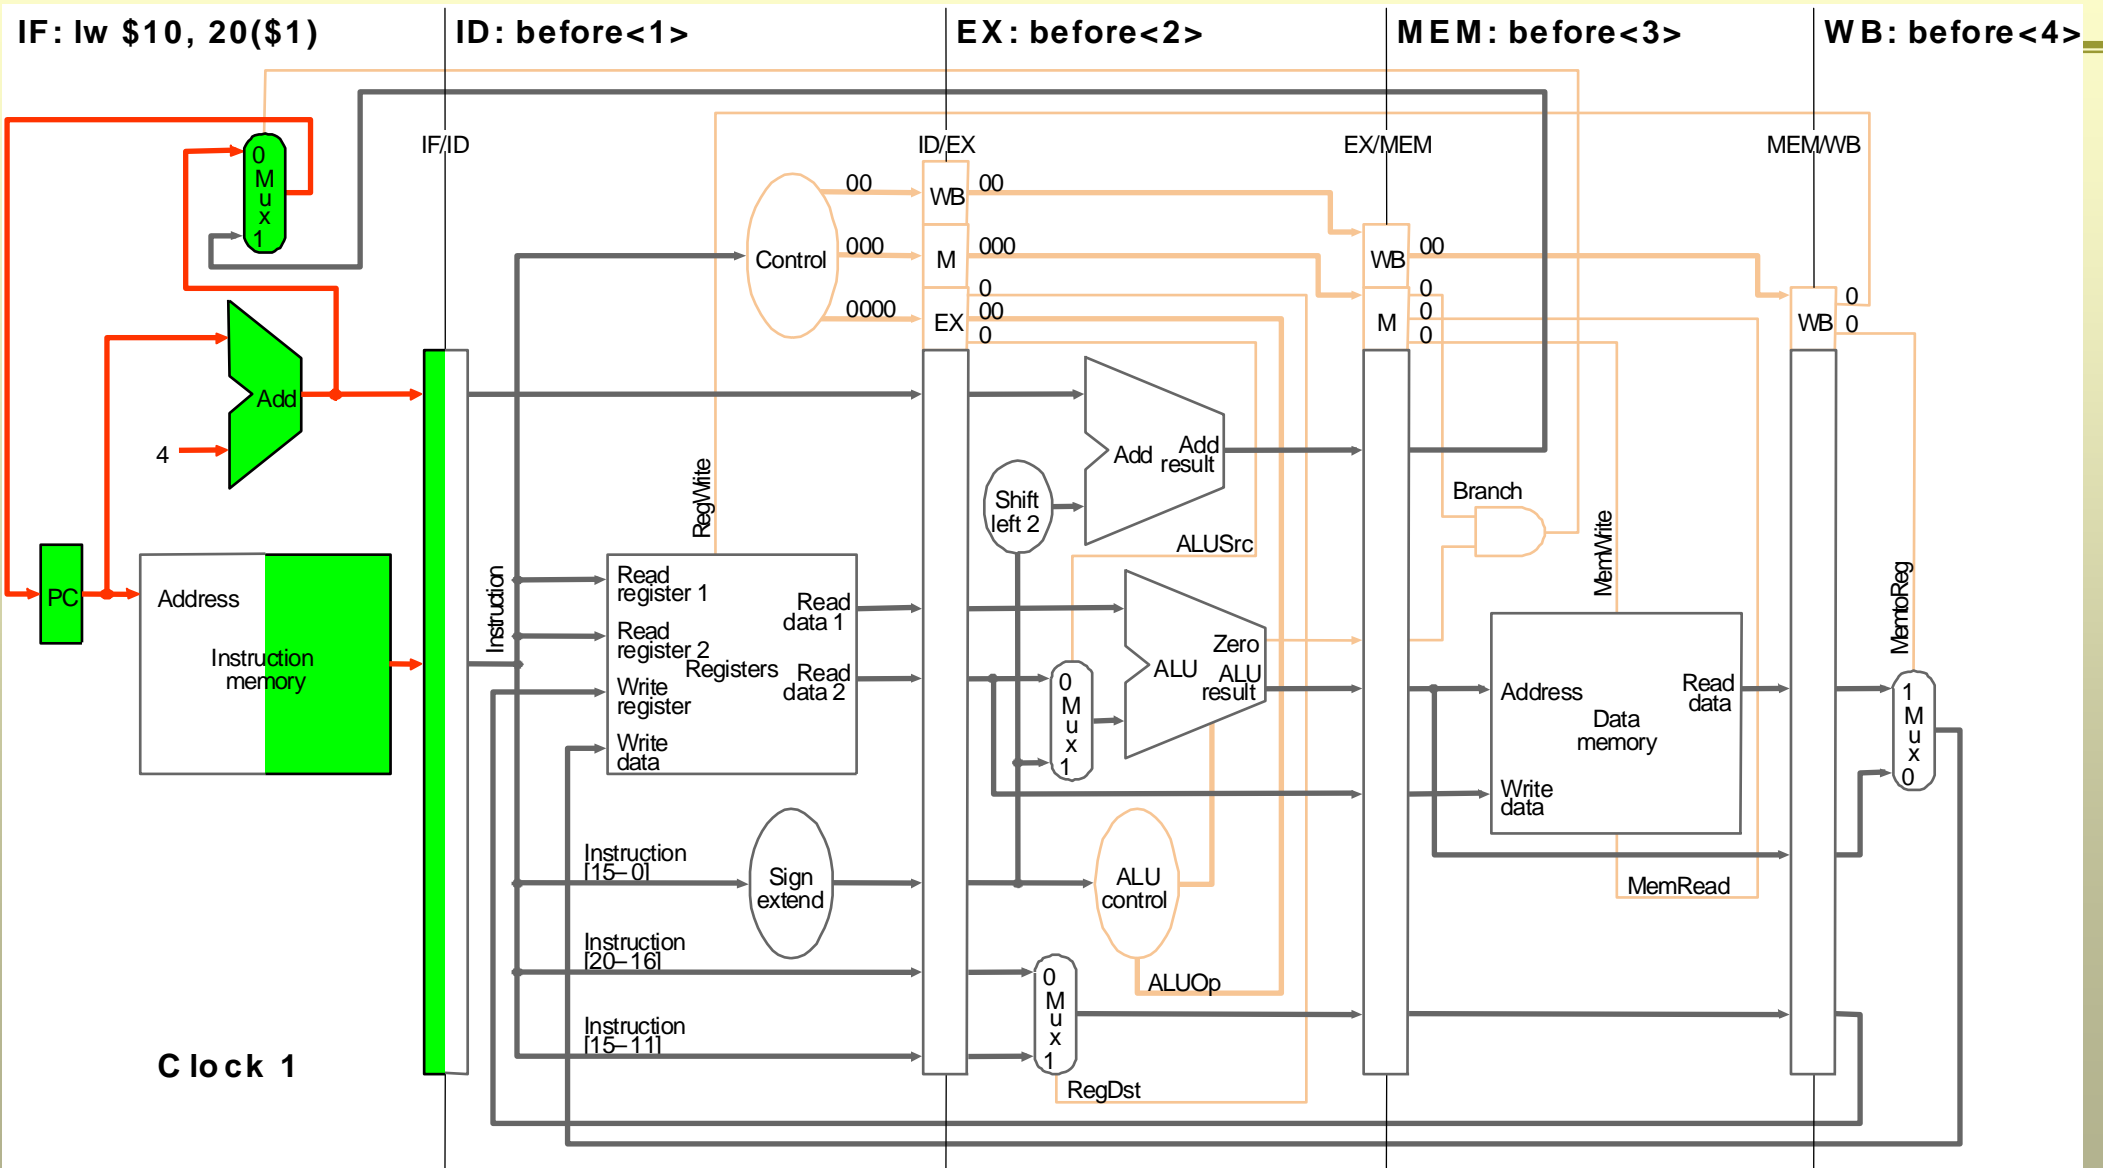 IF: lw $10, 20($1)
ID: before<1>
EX: before<2>
MEM: before<3>
WB: before<4>
IF/ID
ID/EX
EX/MEM
MEM/WB
0
M
u
x
1
Control
00
000
0000
WB
M
EX
00
000
0
00
0
WB
M
00
0
0
0
WB
0
0
Add
4
PC
Address
Instruction
memory
Instruction
RegWrite
Read
register 1
Read
register 2
Write
register
Write
data
Registers
Read
data 1
Read
data 2
Instruction
[15–0]
Sign
extend
Instruction
[20–16]
Instruction
[15–11]
Shift
left 2
Add
Add
result
ALUSrc
0
M
u
x
1
ALU
Zero
ALU
result
ALU
control
ALUOp
0
M
u
x
1
RegDst
Branch
MemWrite
Address
Data
memory
Read
data
Write
data
MemRead
MemtoReg
1
M
u
x
0
Clock 1